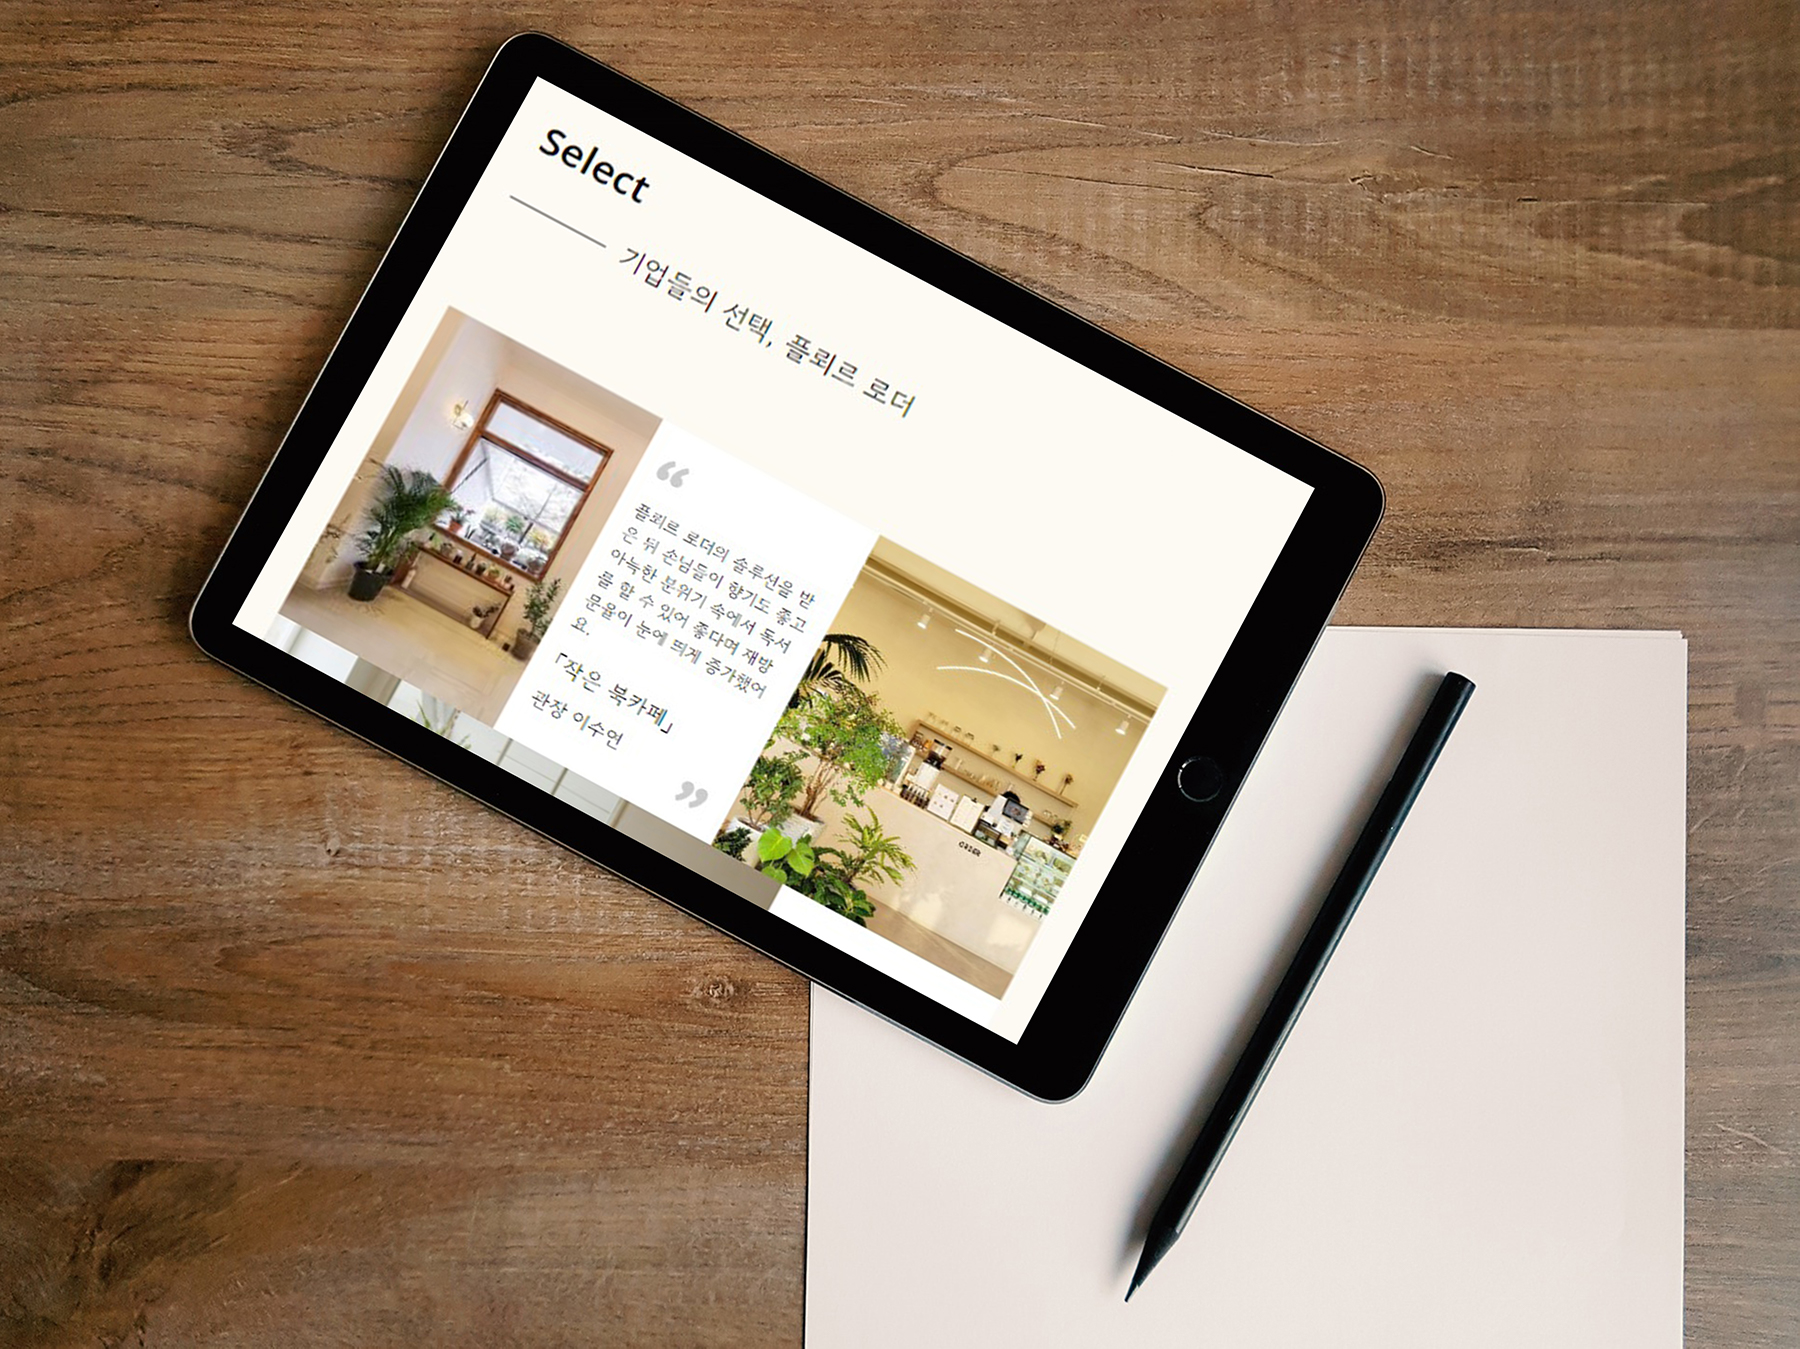 Select
기업들의 선택, 플뢰르 로더
“
플뢰르 로더의 솔루션을 받
은 뒤 손님들이 향기도 좋고
아늑한 분위기 속에서 독서
를 할 수 있어 좋다며 재방
문율이 눈에 띄게 증가했어
요.
「작은 북카페」
관장 이수연
”
ORDER